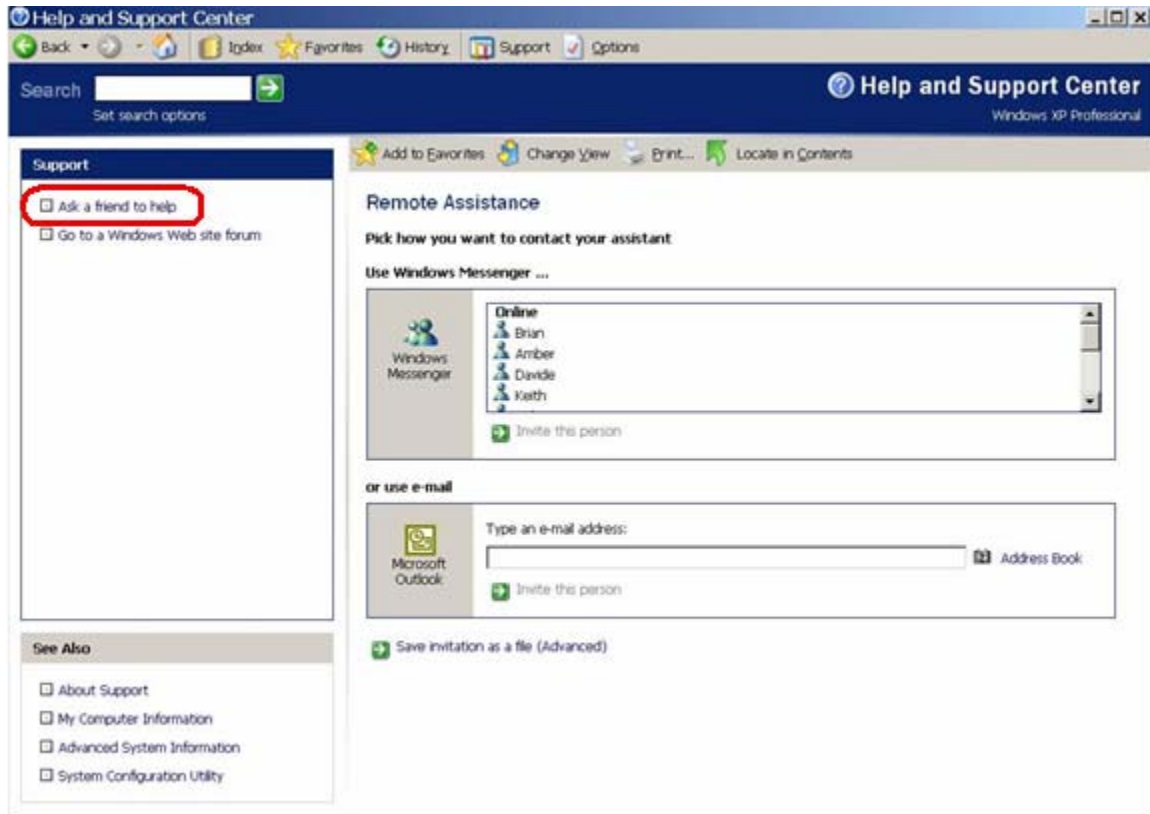 Help and Support Center
Back Index Favorites History Support Options
Search
Set search options
Help and Support Center
Windows XP Professional
Support
Ask a friend to help
Go to a Windows Web site forum
See Also
About Support
My Computer Information
Advanced System Information
System Configuration Utility
Add to Favorites Change View Print... Locate in Contents
Remote Assistance
Pick how you want to contact your assistant
Use Windows Messenger ...
Windows
Messenger
Online
Brian
Amber
Davide
Keith
Invite this person
or use e-mail
Microsoft
Outlook
Type an e-mail address:
Address Book
Invite this person
Save invitation as a file (Advanced)